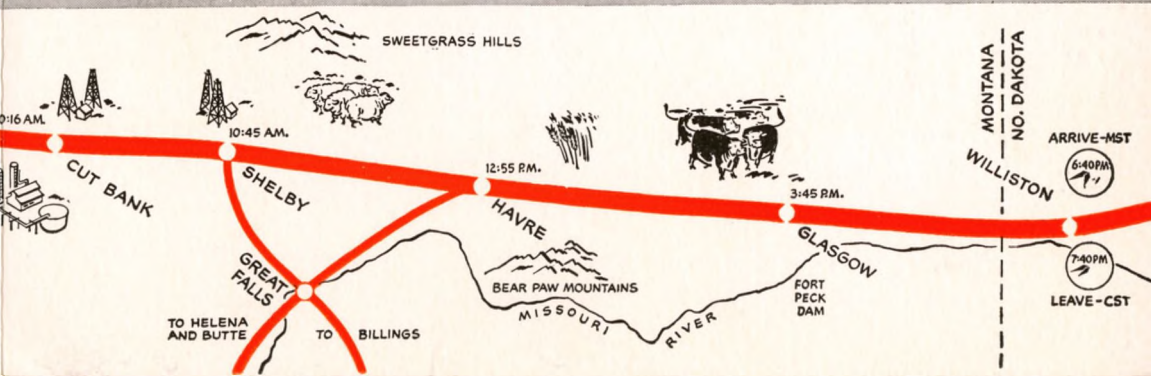 SWEETGRASS HILLS
0:16 A.M.
CUT BANK
10:45 A.M.
SHELBY
12:55 P.M.
HAVRE
3:45 P.M.
GLASGOW
MONTANA
NO. DAKOTA
WILLISTON
ARRIVE-MST
6:40PM
7:40PM
LEAVE-CST
GREAT
FALLS
TO HELENA
AND BUTTE
TO BILLINGS
BEAR PAW MOUNTAINS
MISSOURI RIVER
FORT
PECK
DAM